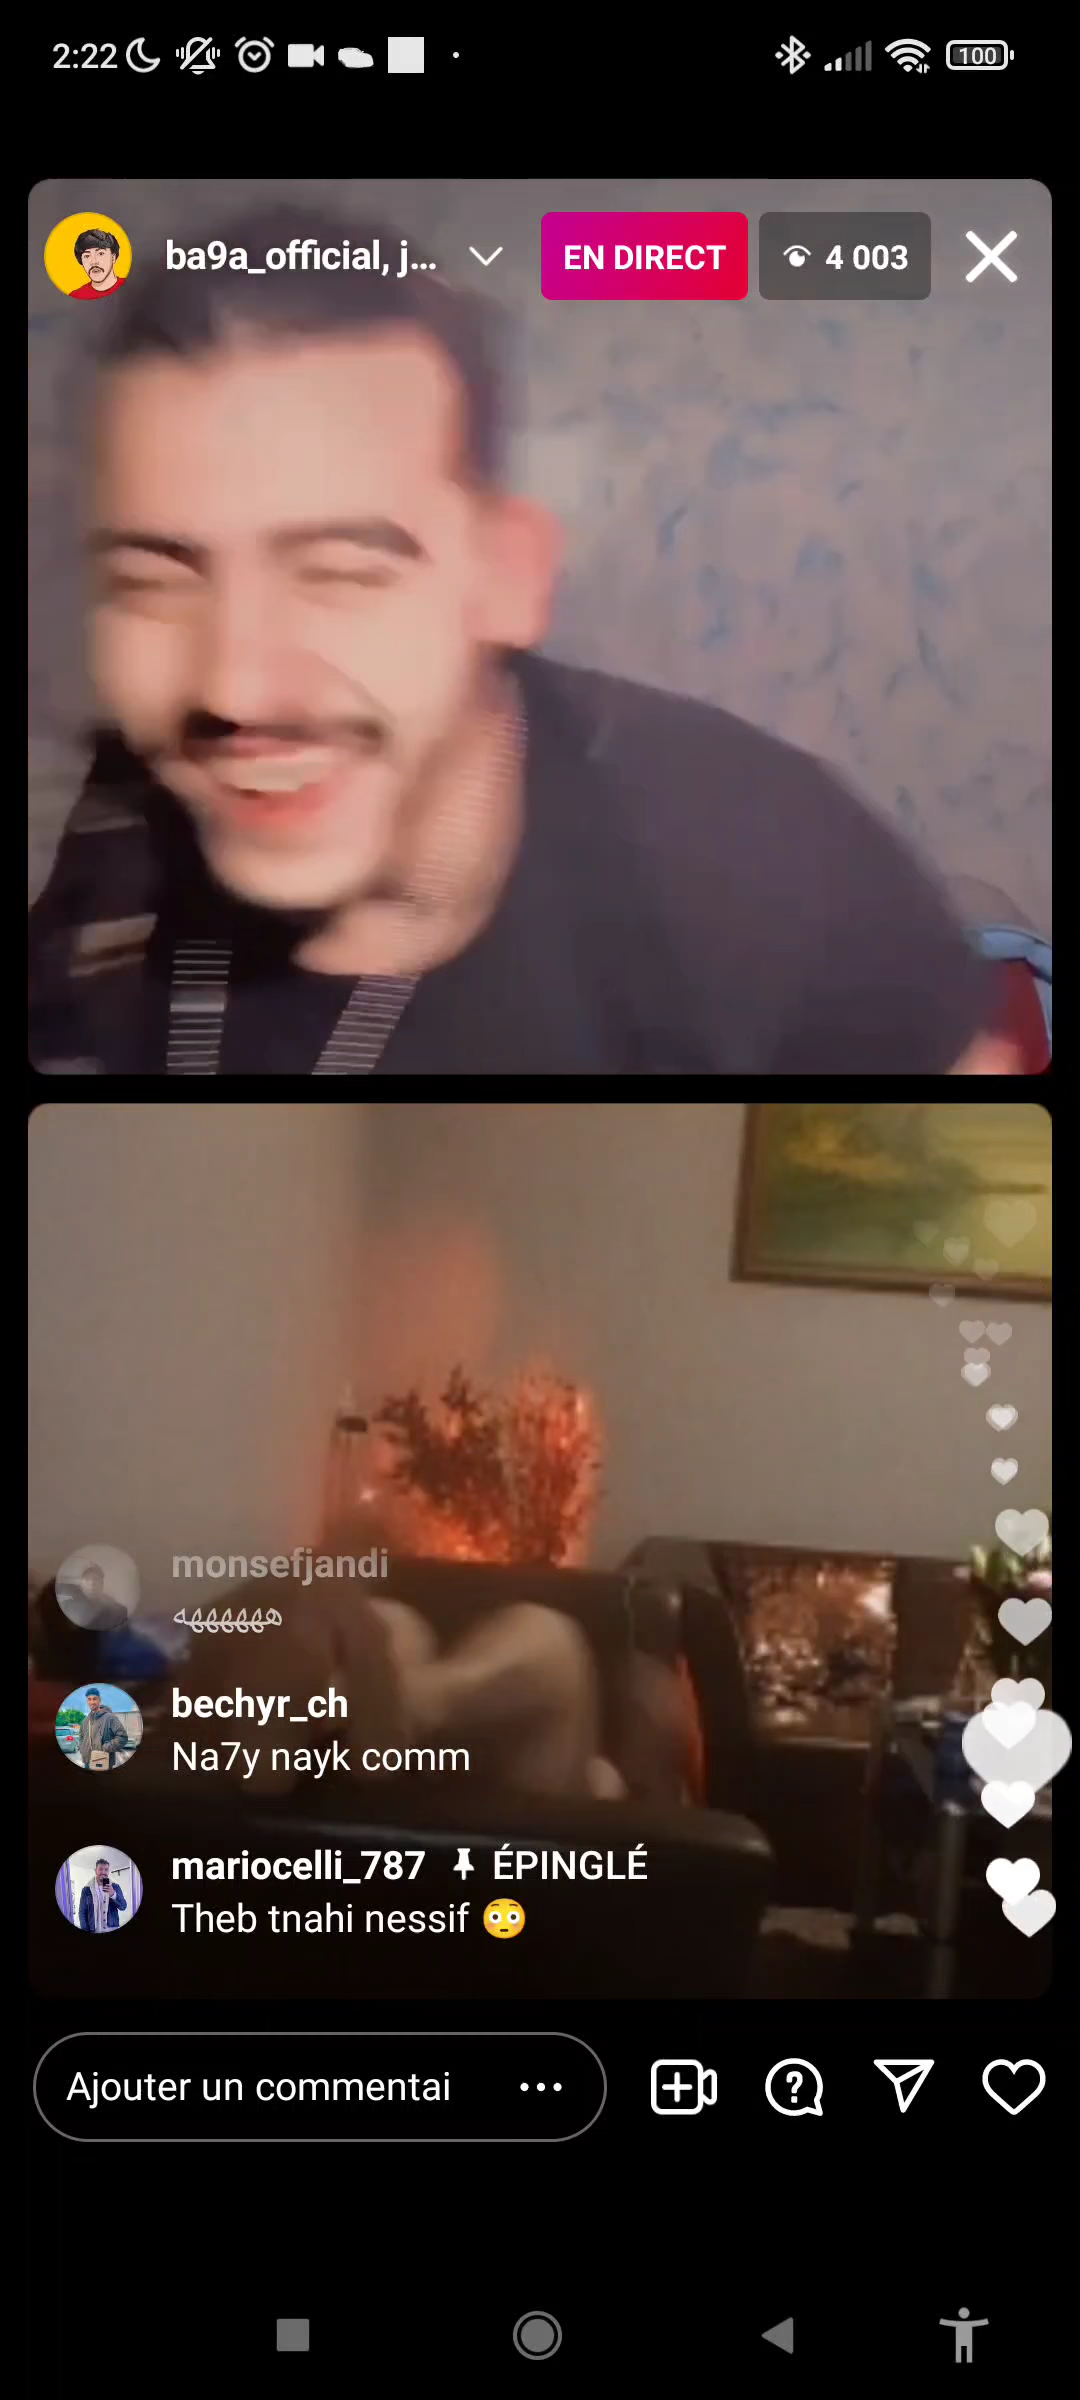 2:22
100
ba9a_official, j...
EN DIRECT
4 003
monsefjandi
هههههههه
bechyr_ch
Na7y nayk comm
mariocelli_787 ÉPINGLÉ
Theb tnahi nessif 😳
Ajouter un commentai